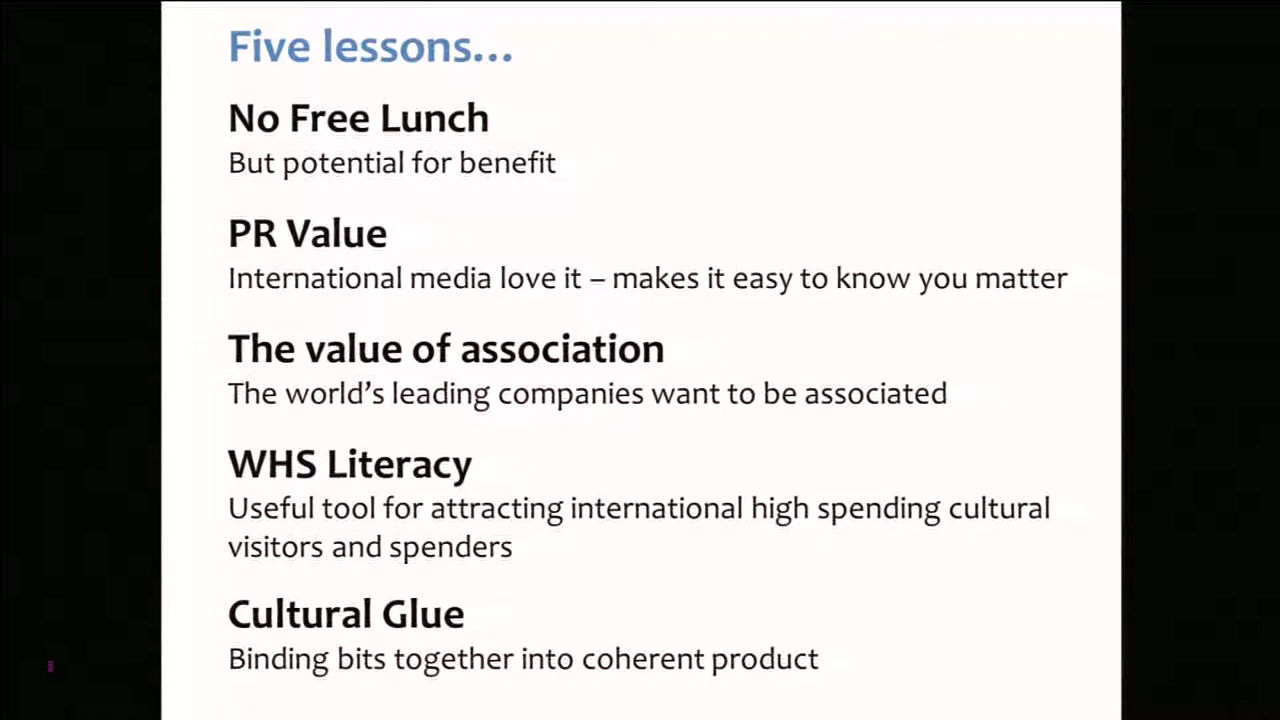 Five lessons...
No Free Lunch
But potential for benefit
PR Value
International media love it – makes it easy to know you matter
The value of association
The world's leading companies want to be associated
WHS Literacy
Useful tool for attracting international high spending cultural
visitors and spenders
Cultural Glue
Binding bits together into coherent product